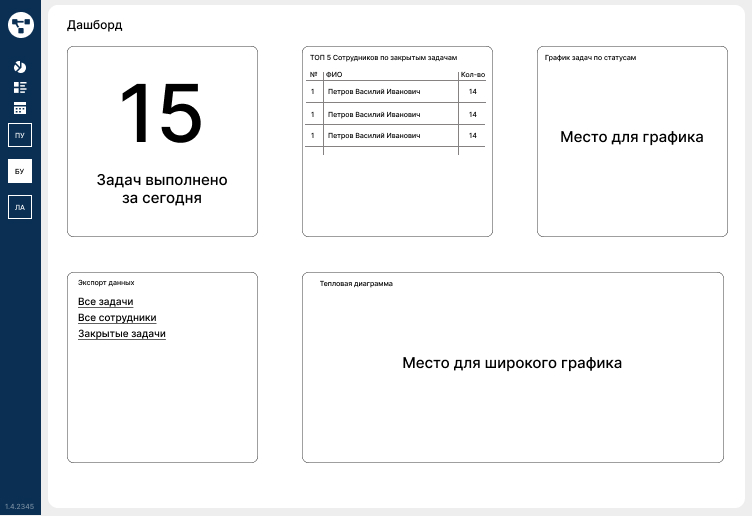 Дашборд
15
Задач выполнено
за сегодня
ТОП 5 Сотрудников по закрытым задачам
№ ФИО Кол-во
1 Петров Василий Иванович 14
1 Петров Василий Иванович 14
1 Петров Василий Иванович 14
График задач по статусам
Место для графика
ПУ
БУ
ЛА
Экспорт данных
Все задачи
Все сотрудники
Закрытые задачи
Тепловая диаграмма
Место для широкого графика
1.4.2345